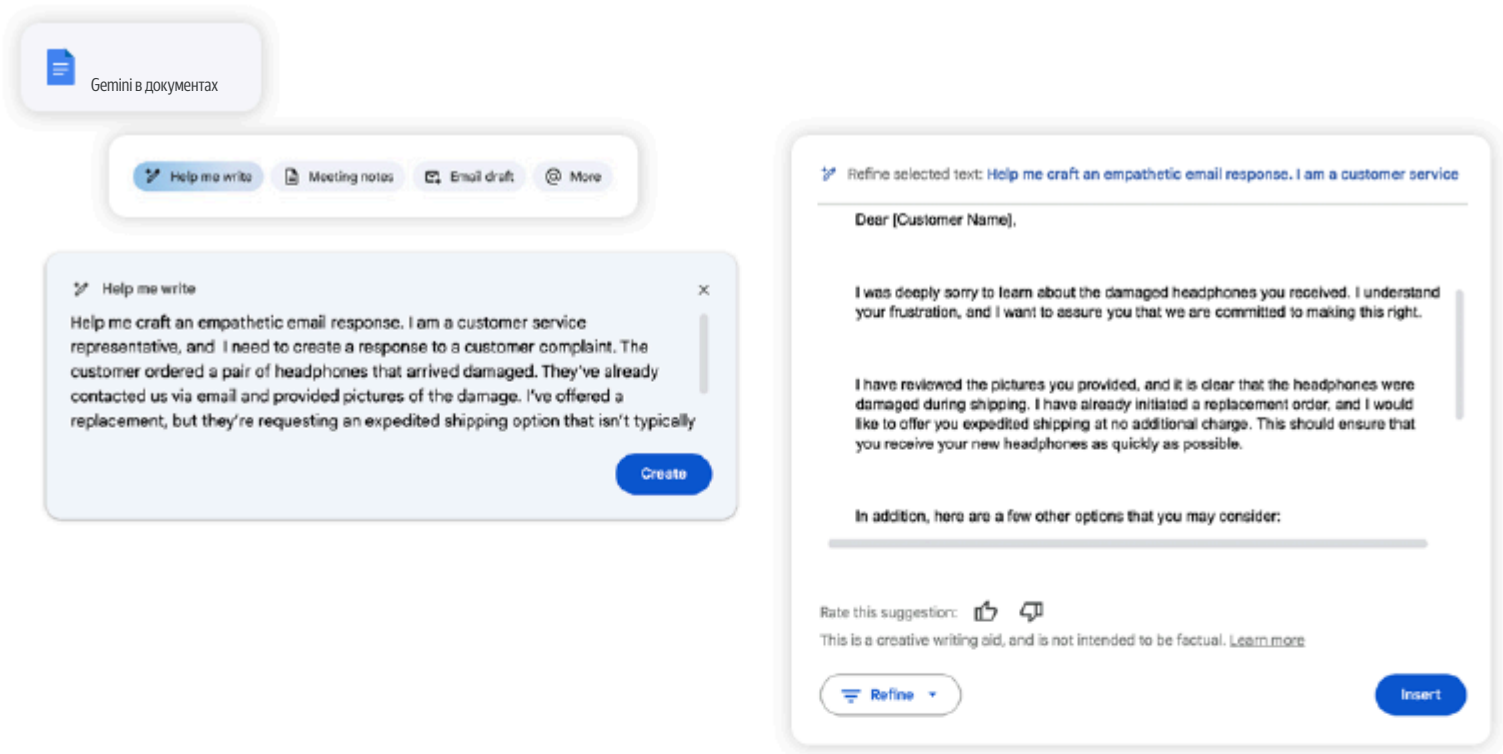 Gemini в документах
Help me write
Meeting notes
Email draft
More
Help me write
Help me craft an empathetic email response. I am a customer service
representative, and I need to create a response to a customer complaint. The
customer ordered a pair of headphones that arrived damaged. They've already
contacted us via email and provided pictures of the damage. I've offered a
replacement, but they're requesting an expedited shipping option that isn't typically
Create
Refine selected text: Help me craft an empathetic email response. I am a customer service
Dear [Customer Name],
I was deeply sorry to learn about the damaged headphones you received. I understand
your frustration, and I want to assure you that we are committed to making this right.
I have reviewed the pictures you provided, and it is clear that the headphones were
damaged during shipping. I have already initiated a replacement order, and I would
like to offer you expedited shipping at no additional charge. This should ensure that
you receive your new headphones as quickly as possible.
In addition, here are a few other options that you may consider:
Rate this suggestion:
This is a creative writing aid, and is not intended to be factual. Learn more
Refine
Insert